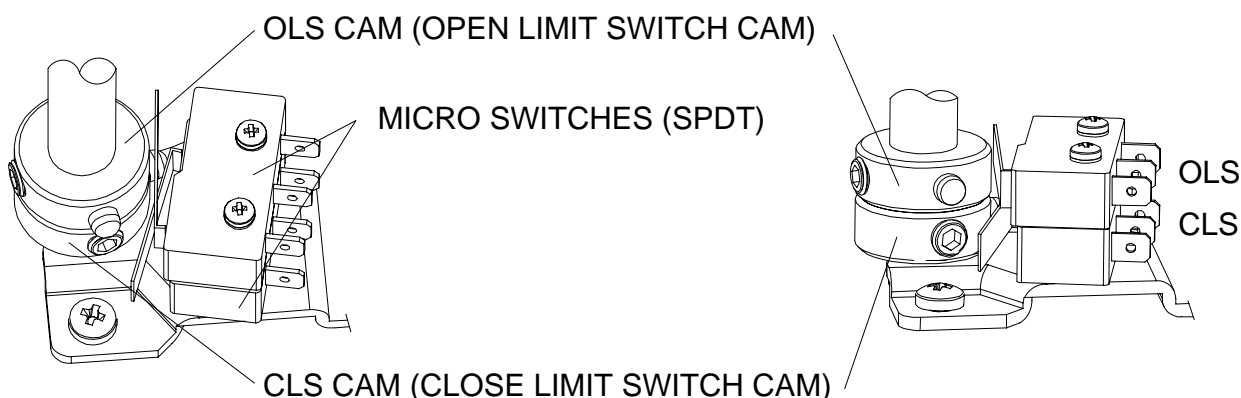 OLS CAM (OPEN LIMIT SWITCH CAM)
MICRO SWITCHES (SPDT)
OLS
CLS
CLS CAM (CLOSE LIMIT SWITCH CAM)